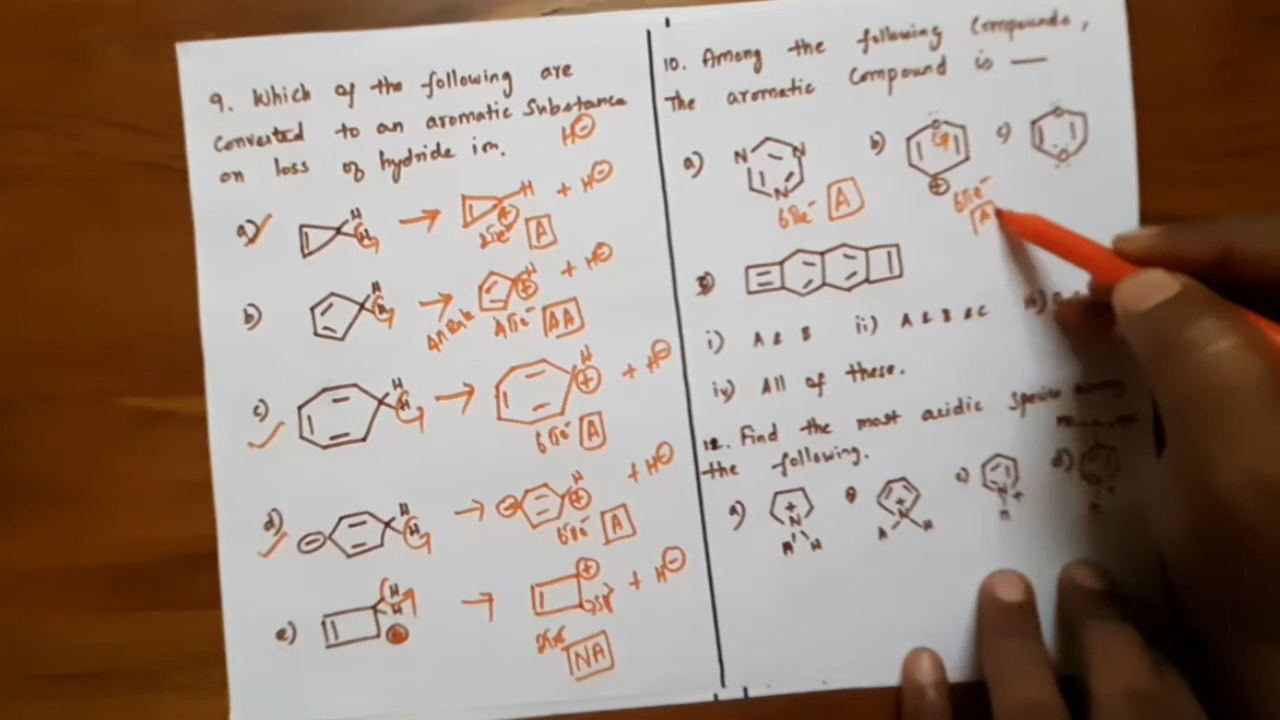 9. Which of the following are
converted to an aromatic substance
on loss of hydride ion.
H⊖
a) H H → H ⊕ + H⊖
2πe⁻ A
b) H H → H ⊕ + H⊖
4πe⁻ AA
c) H H → H ⊕ + H⊖
6πe⁻ A
d) ⊖ H H → ⊖ H ⊕ + H⊖
6πe⁻ A
e) H H → ⊕ + H⊖
NA
10. Among the following Compounds,
The aromatic Compound is —
a) N N N b) ⊕ c)
6πe⁻ A 6πe⁻ A
i) A & B ii) A & B & C
iv) All of these.
12. Find the most acidic
the following.
a) + N H c) N + d)